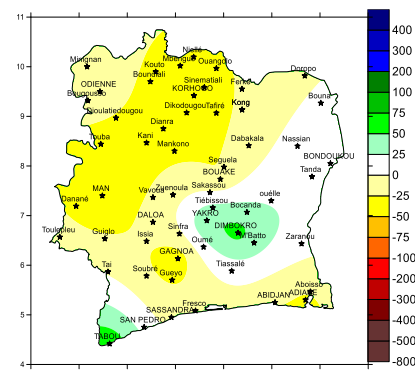 11
10
9
8
7
6
5
4
Nielle
Minignan
Mbengue
Ouangolo
Kouto
Doropo
Boundiali
Sinematiali
Ferke
ODIENNE
KORHOGO
Bougousso
Bouna
DikodougouTafiré
Kong
Dioulatiedougou
Dianra
Touba
Kani
Mankono
Dabakala
Nassian
BONDOUKOU
Seguela
BOUAKE
Tanda
MAN
Vavoua
Zuenoula
Sakassou
ouélle
Danané
Tiébissou
Bocanda
YAKRO
DALOA
DIMBOKRO
Toulepleu
Guiglo
Issia
Sinfra
Oumé
M'Batto
Zaranou
GAGNOA
Tai
Soubré
Gueyo
Tiassalé
Aboisso
ABIDJAN
ADIAKE
Fresco
SASSANDRA
SAN PEDRO
TABOU
400
300
200
100
75
50
25
0
-25
-50
-75
-100
-200
-300
-400
-500
-800